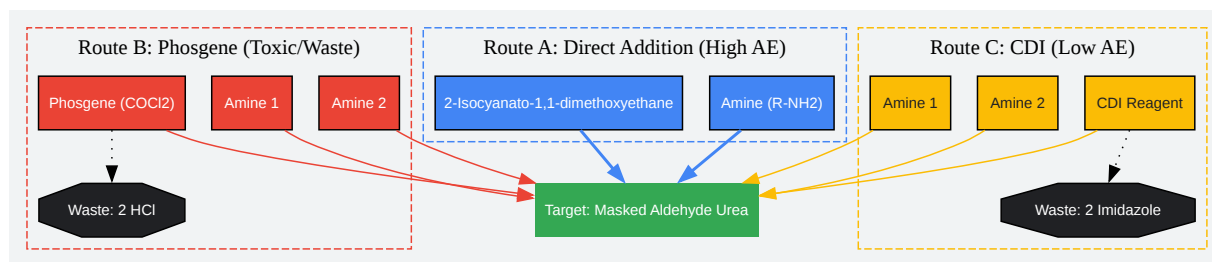 Route B: Phosgene (Toxic/Waste)
Route A: Direct Addition (High AE)
Route C: CDI (Low AE)
Phosgene (COCl2)
Amine 1
Amine 2
2-Isocyanato-1,1-dimethoxyethane
Amine (R-NH2)
Amine 1
Amine 2
CDI Reagent
Waste: 2 HCl
Target: Masked Aldehyde Urea
Waste: 2 Imidazole